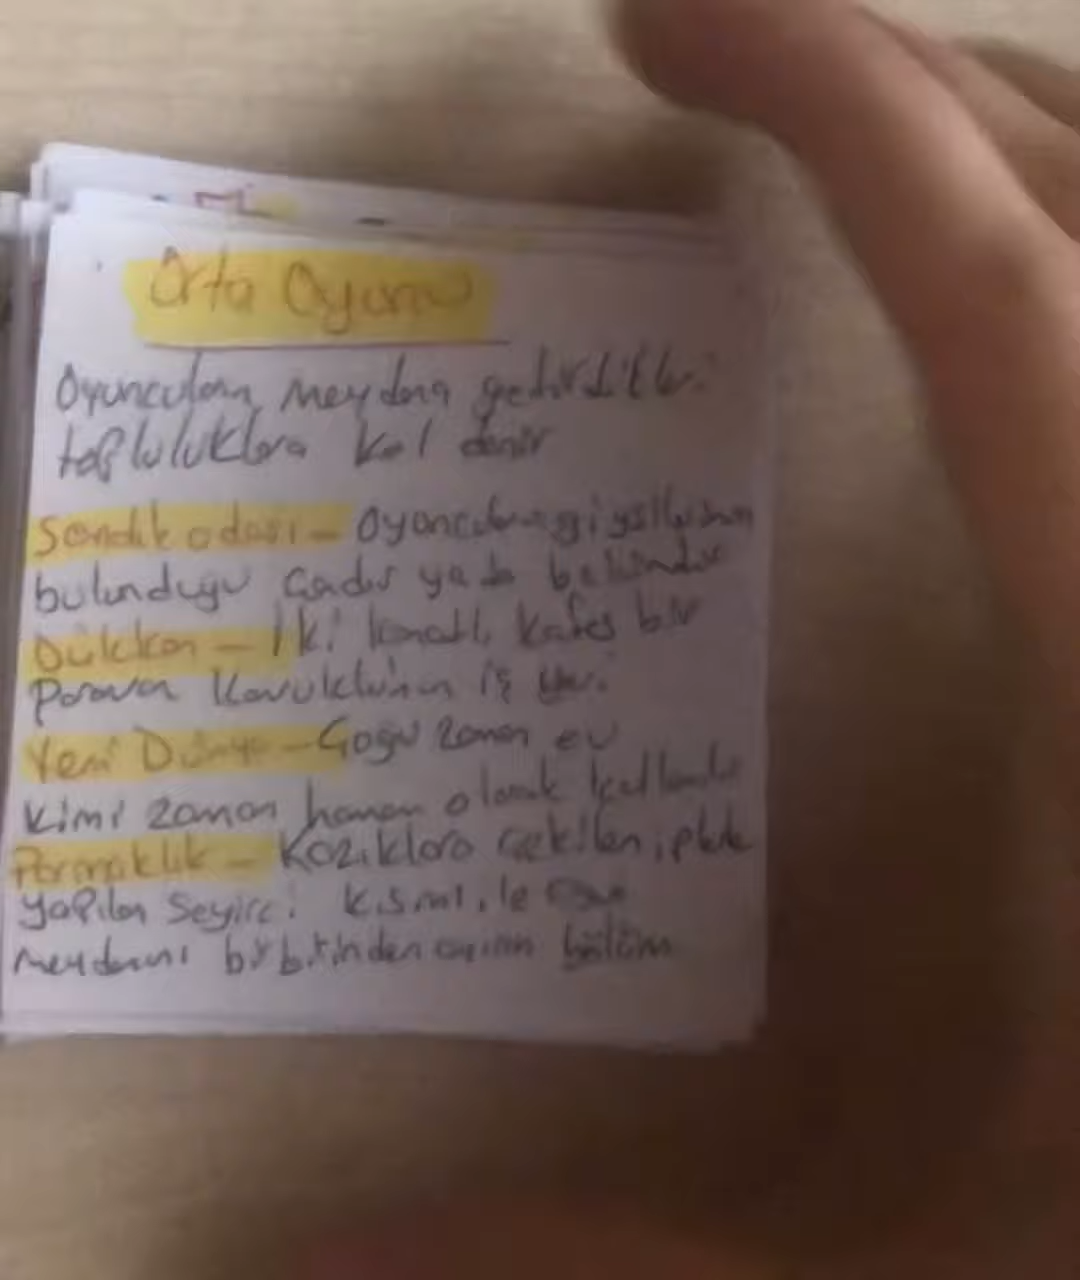 Orta Oyunu
Oyuncuların meydana getirdikleri
topluluklara kol denir
Sandık odası - Oyuncuların giysilerinin
bulunduğu çadır ya da bölümdür
Dükkan - İki kanatlı kafes bir
Paravan Kavuklu'nun iş yeri
Yeni Dünya - Çoğu zaman ev
kimi zaman hamam olarak kullanılır
Parmaklık - Kazıklara çekilen iple
yapılan Seyirci kısmı ile oyun
meydanını birbirinden ayıran bölüm